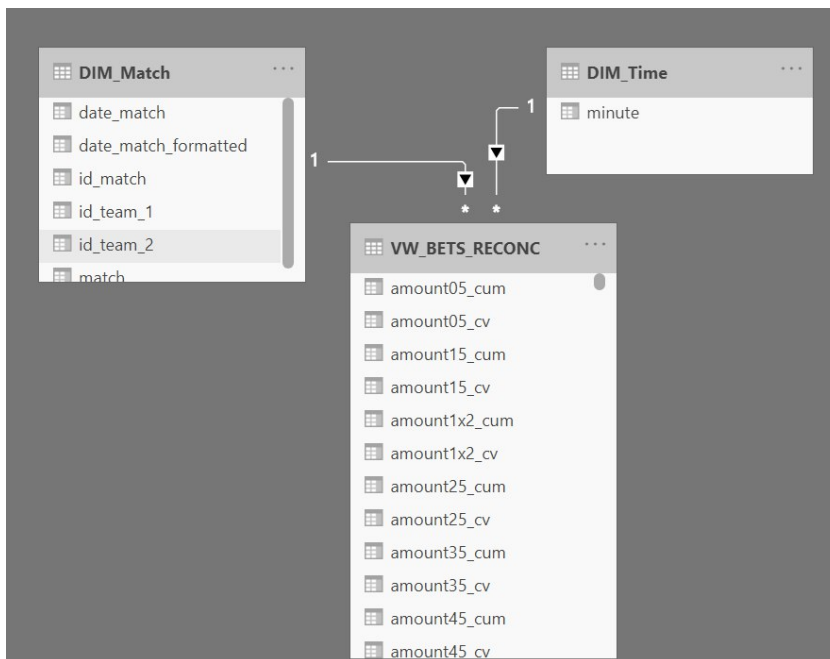 DIM_Match
date_match
date_match_formatted
id_match
id_team_1
id_team_2
match
1
*
DIM_Time
minute
1
*
VW_BETS_RECONC
amount05_cum
amount05_cv
amount15_cum
amount15_cv
amount1x2_cum
amount1x2_cv
amount25_cum
amount25_cv
amount35_cum
amount35_cv
amount45_cum
amount45_cv